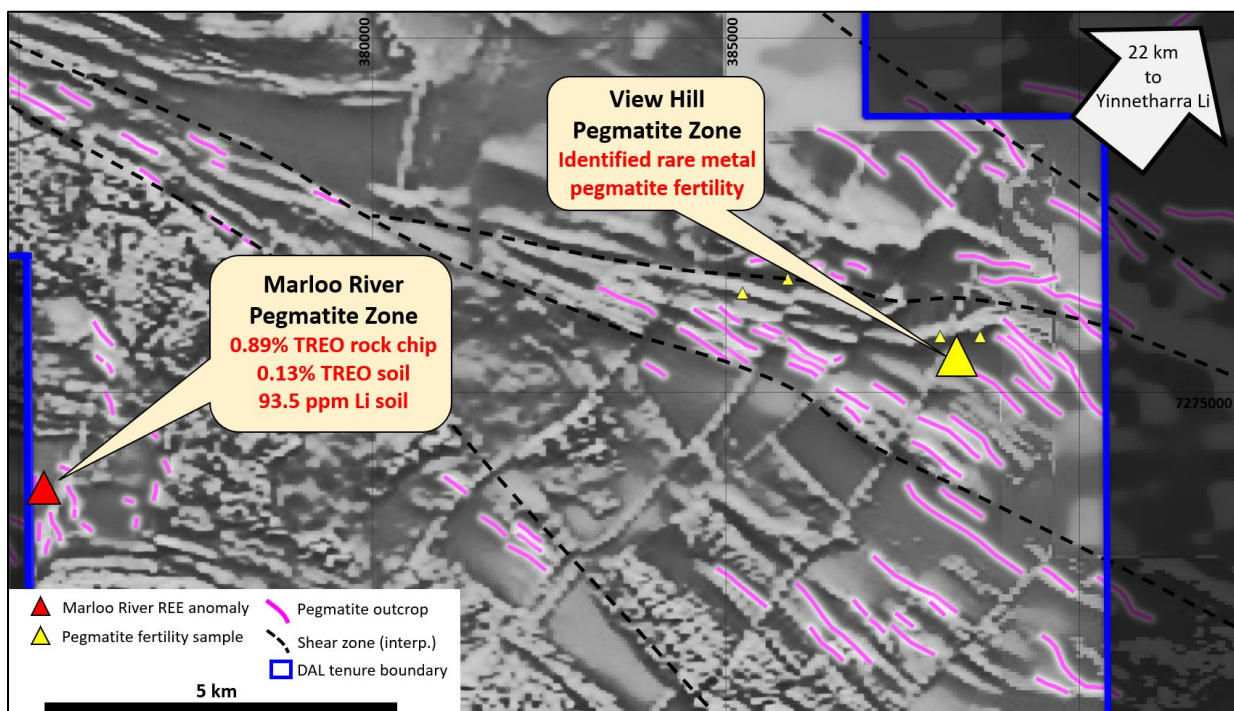 380000
385000
22 km
to
Yinnetharra Li
View Hill
Pegmatite Zone
Identified rare metal
pegmatite fertility
Marloo River
Pegmatite Zone
0.89% TREO rock chip
0.13% TREO soil
93.5 ppm Li soil
7275000
Marloo River REE anomaly
Pegmatite fertility sample
Pegmatite outcrop
Shear zone (interp.)
DAL tenure boundary
5 km